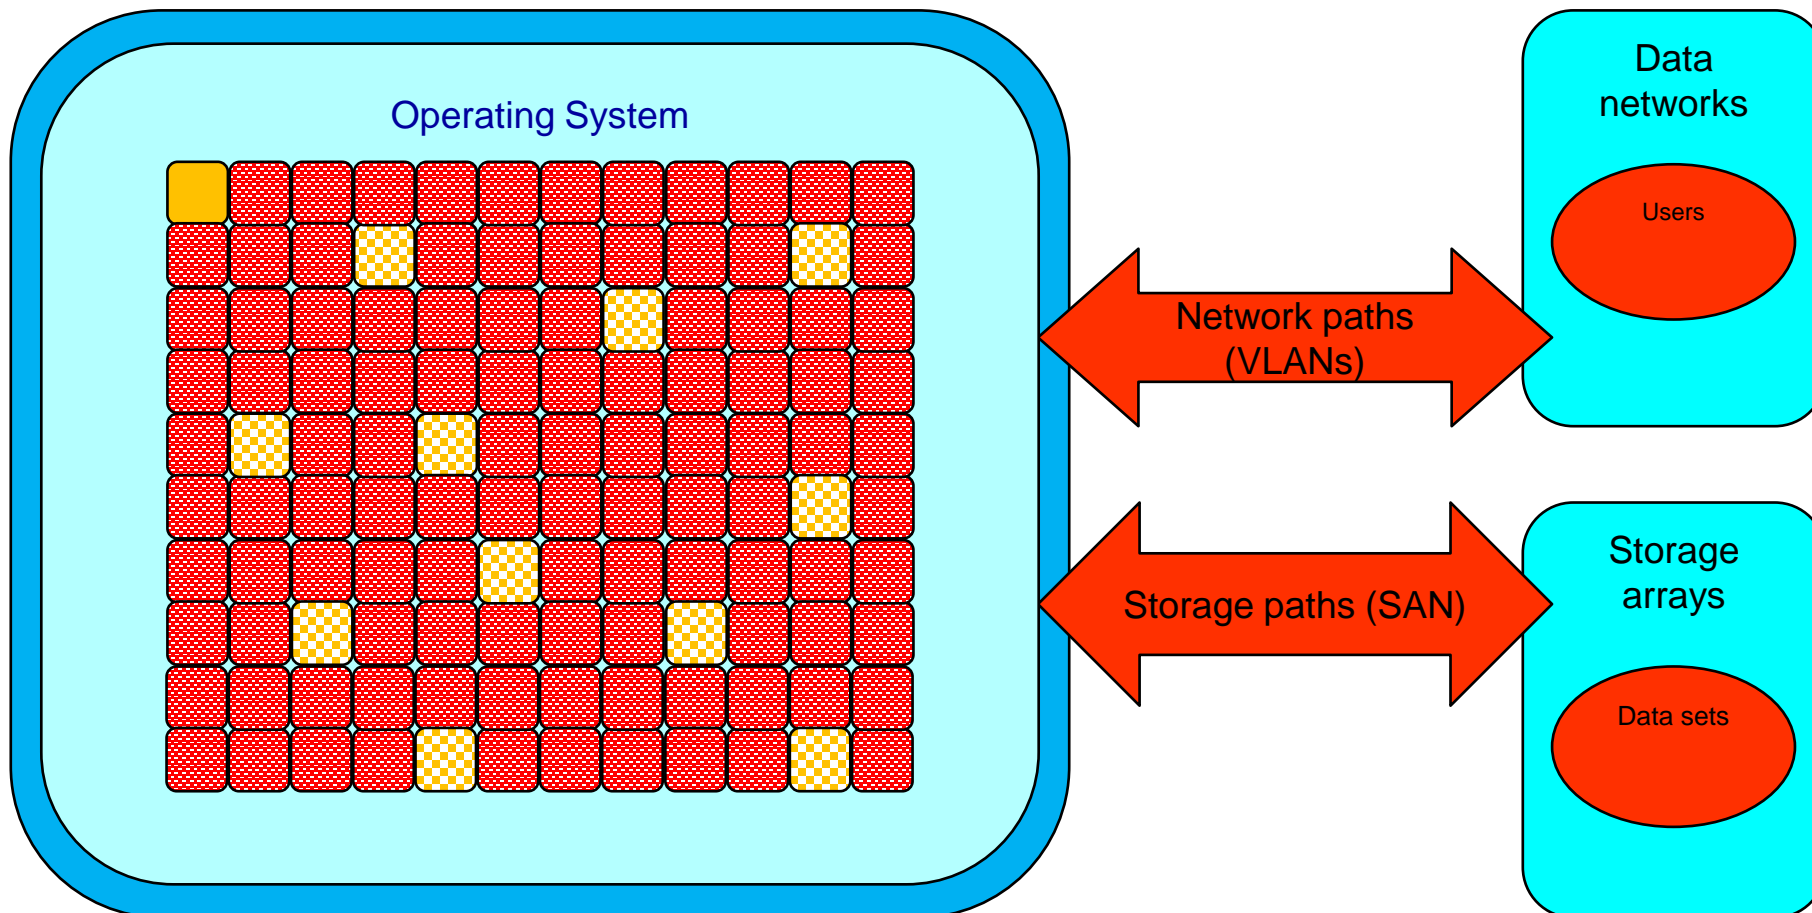 Operating System
Data
networks
Users
Network paths
(VLANs)
Storage paths (SAN)
Storage
arrays
Data sets